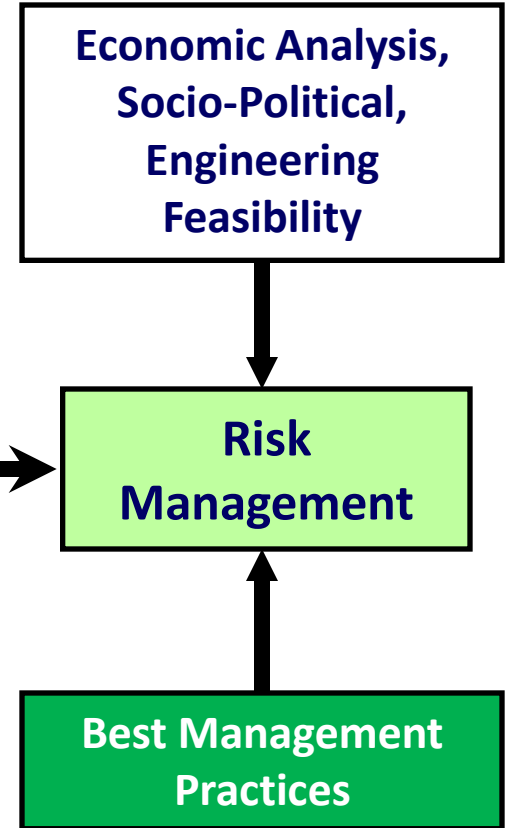 Economic Analysis,
Socio-Political,
Engineering
Feasibility
Risk
Management
Best Management
Practices